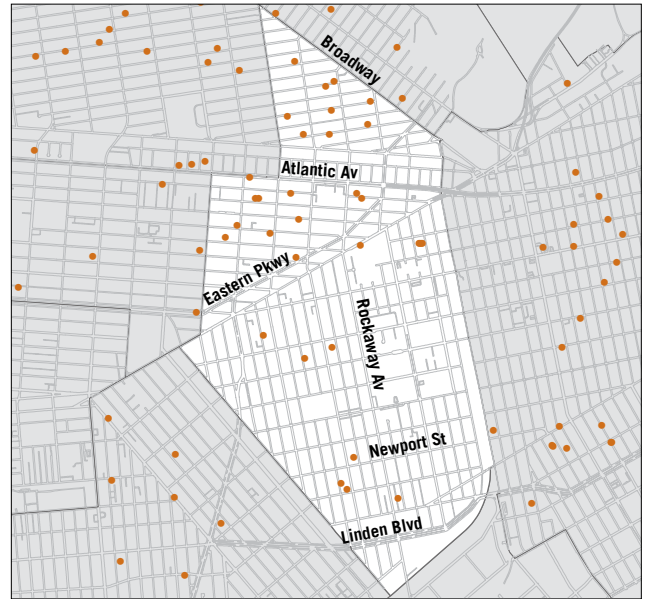 Broadway
Atlantic Av
Eastern Pkwy
Rockaway Av
Newport St
Linden Blvd